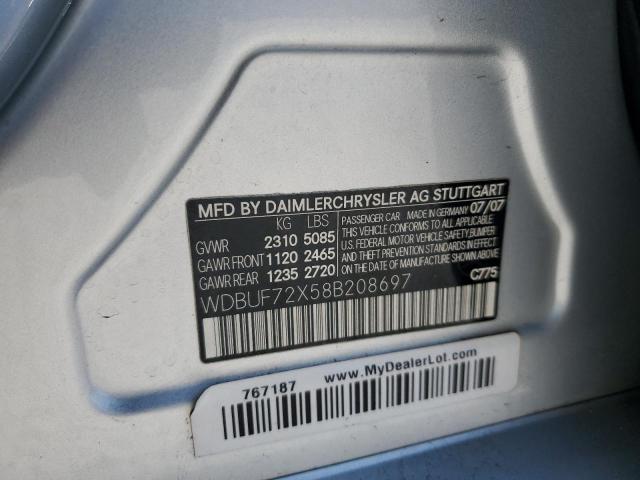 MFD BY DAIMLERCHRYSLER AG STUTTGART
KG LBS
GVWR 2310 5085
GAWR FRONT 1120 2465
GAWR REAR 1235 2720
PASSENGER CAR MADE IN GERMANY 07/07
THIS VEHICLE CONFORMS TO ALL APPLICABLE
U.S. FEDERAL MOTOR VEHICLE SAFETY, BUMPER
AND THEFT PREVENTION STANDARDS IN EFFECT
ON THE DATE OF MANUFACTURE SHOWN ABOVE.
WDBUF72X58B208697
C775
767187 www.MyDealerLot.com